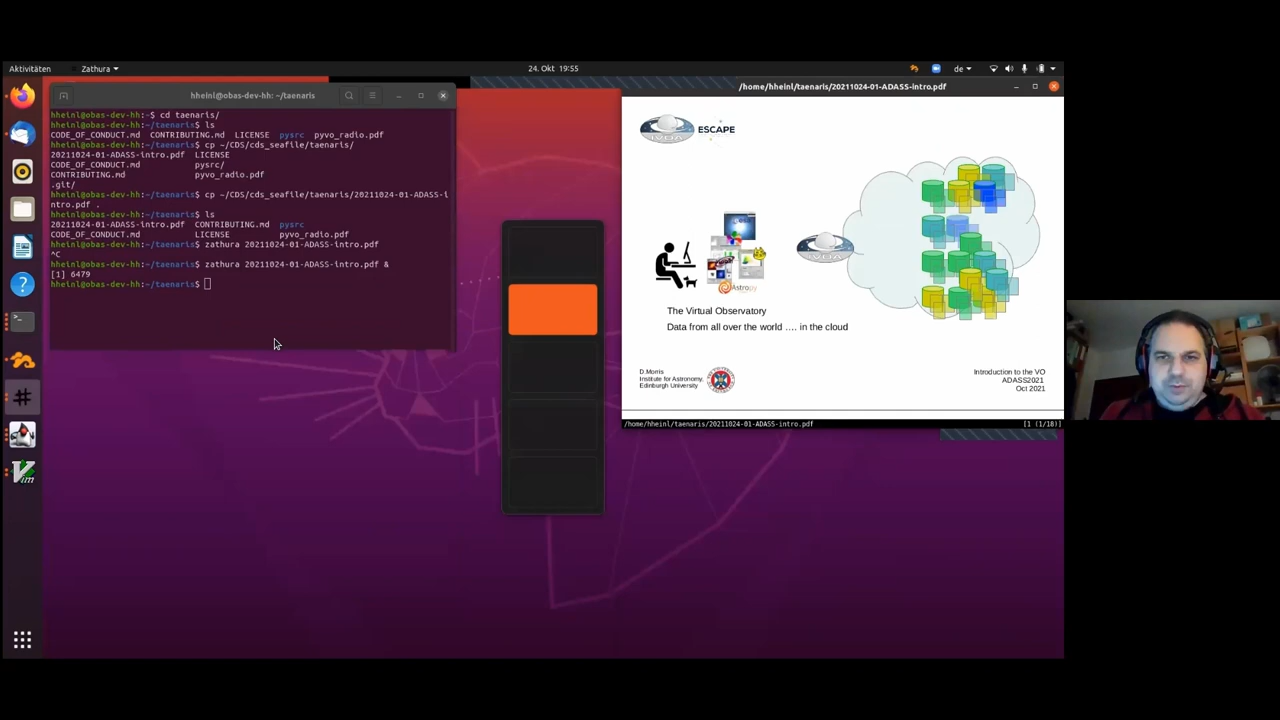 Aktivitäten
Zathura
24. Okt 19:55
de
hheinl@obas-dev-hh: ~/taenaris
hheinl@obas-dev-hh:~$ cd taenaris/
hheinl@obas-dev-hh:~/taenaris$ ls
CODE_OF_CONDUCT.md CONTRIBUTING.md LICENSE pysrc pyvo_radio.pdf
hheinl@obas-dev-hh:~/taenaris$ cp ~/CDS/cds_seafile/taenaris/
20211024-01-ADASS-intro.pdf LICENSE
CODE_OF_CONDUCT.md pysrc/
CONTRIBUTING.md pyvo_radio.pdf
.git/
hheinl@obas-dev-hh:~/taenaris$ cp ~/CDS/cds_seafile/taenaris/20211024-01-ADASS-i
ntro.pdf .
hheinl@obas-dev-hh:~/taenaris$ ls
20211024-01-ADASS-intro.pdf CONTRIBUTING.md pysrc
CODE_OF_CONDUCT.md LICENSE pyvo_radio.pdf
hheinl@obas-dev-hh:~/taenaris$ zathura 20211024-01-ADASS-intro.pdf
^C
hheinl@obas-dev-hh:~/taenaris$ zathura 20211024-01-ADASS-intro.pdf &
[1] 6479
hheinl@obas-dev-hh:~/taenaris$
/home/hheinl/taenaris/20211024-01-ADASS-intro.pdf
IVOA
ESCAPE
Astropy
The Virtual Observatory
Data from all over the world .... in the cloud
D.Morris
Institute for Astronomy,
Edinburgh University
Introduction to the VO
ADASS2021
Oct 2021
/home/hheinl/taenaris/20211024-01-ADASS-intro.pdf
[1 (1/18)]